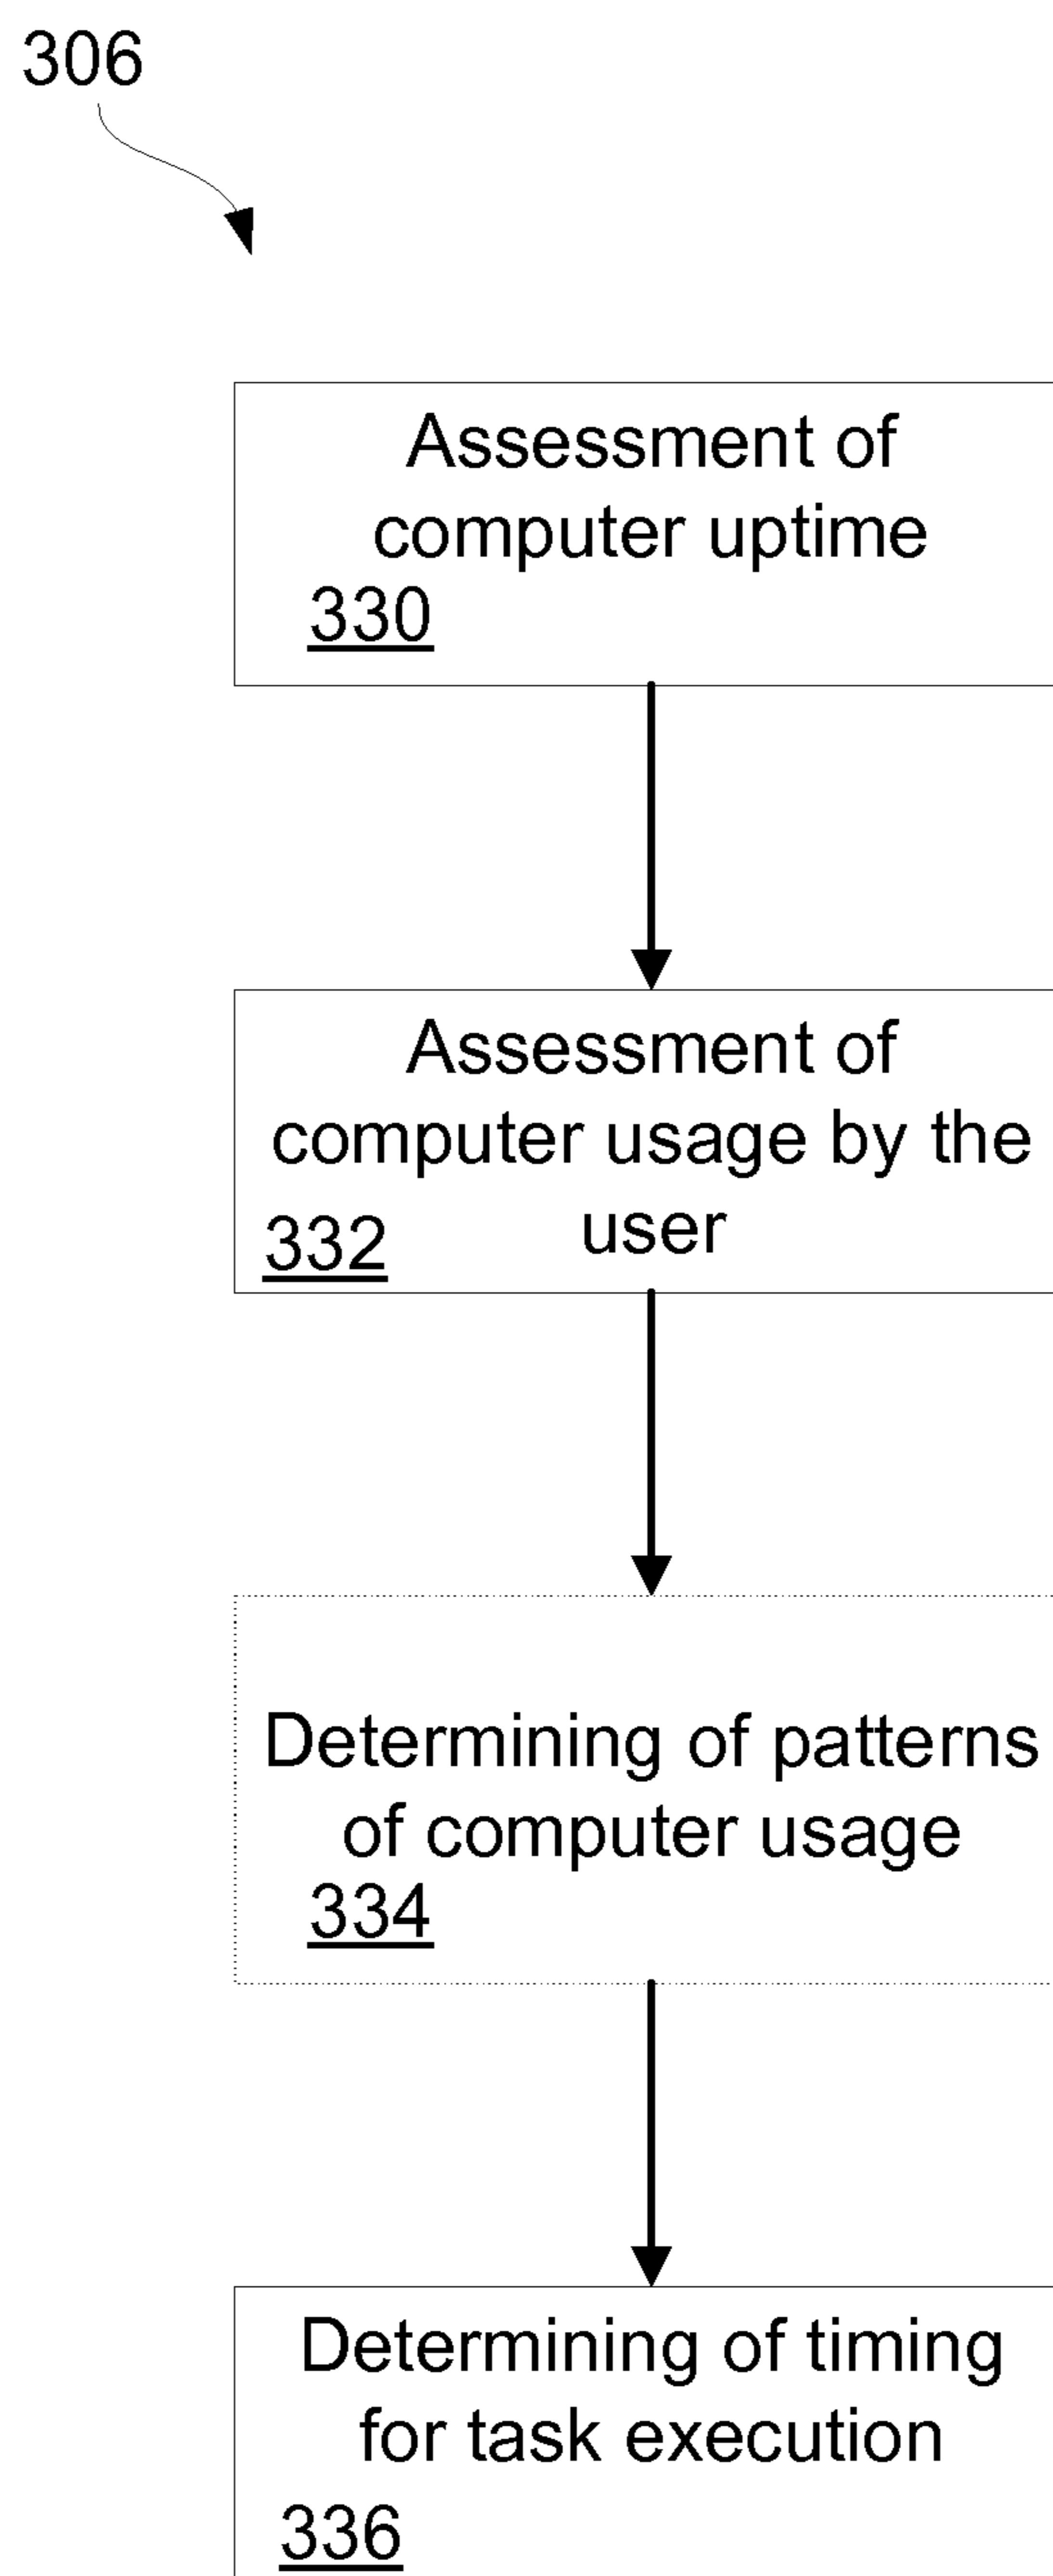 306
Assessment of
computer uptime
330
Assessment of
computer usage by the
user
332
Determining of patterns
of computer usage
334
Determining of timing
for task execution
336